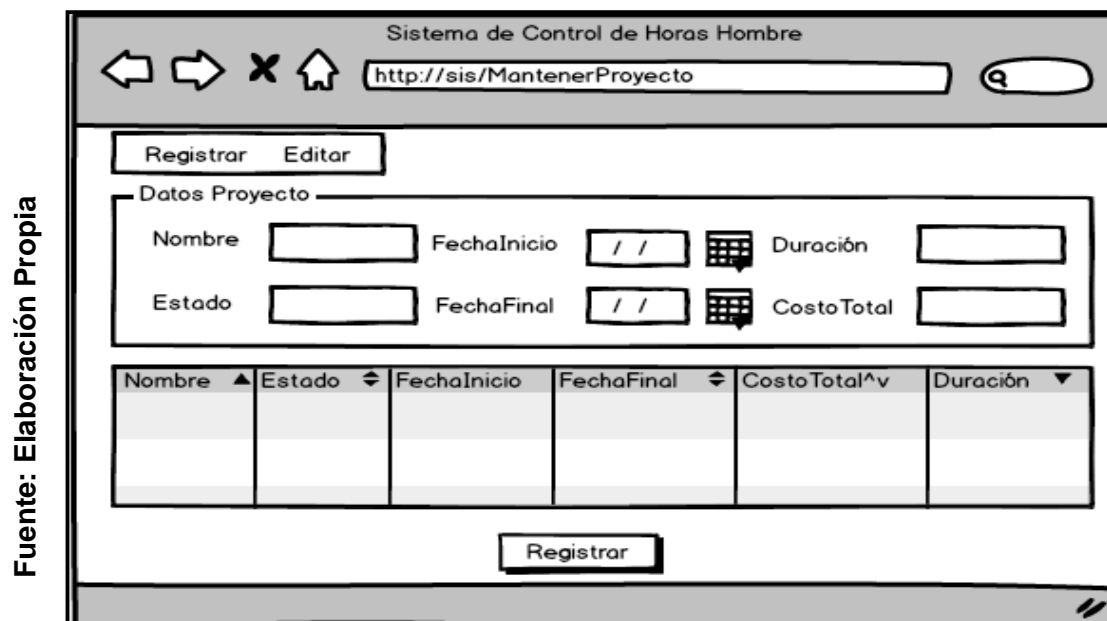 Sistema de Control de Horas Hombre
http://sis/MantenerProyecto
Registrar Editar
Datos Proyecto
Nombre FechaInicio / / Duración
Estado FechaFinal / / CostoTotal
Nombre Estado FechaInicio FechaFinal CostoTotal^v Duración
Registrar
Fuente: Elaboración Propia